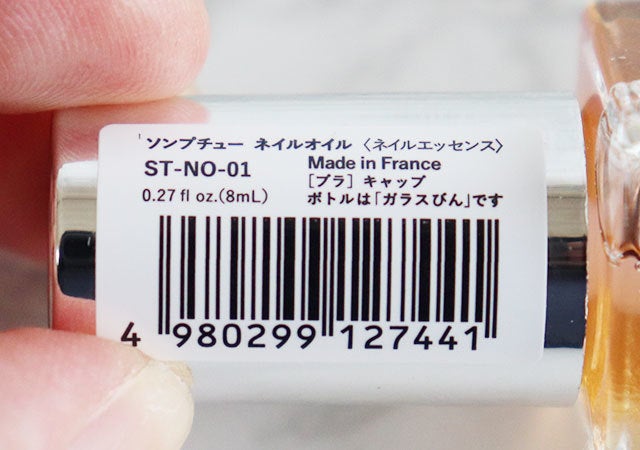 ソンプチュー ネイルオイル 〈ネイルエッセンス〉
ST-NO-01
0.27 fl oz.(8mL)
Made in France
[プラ] キャップ
ボトルは「ガラスびん」です
4 980299 127441